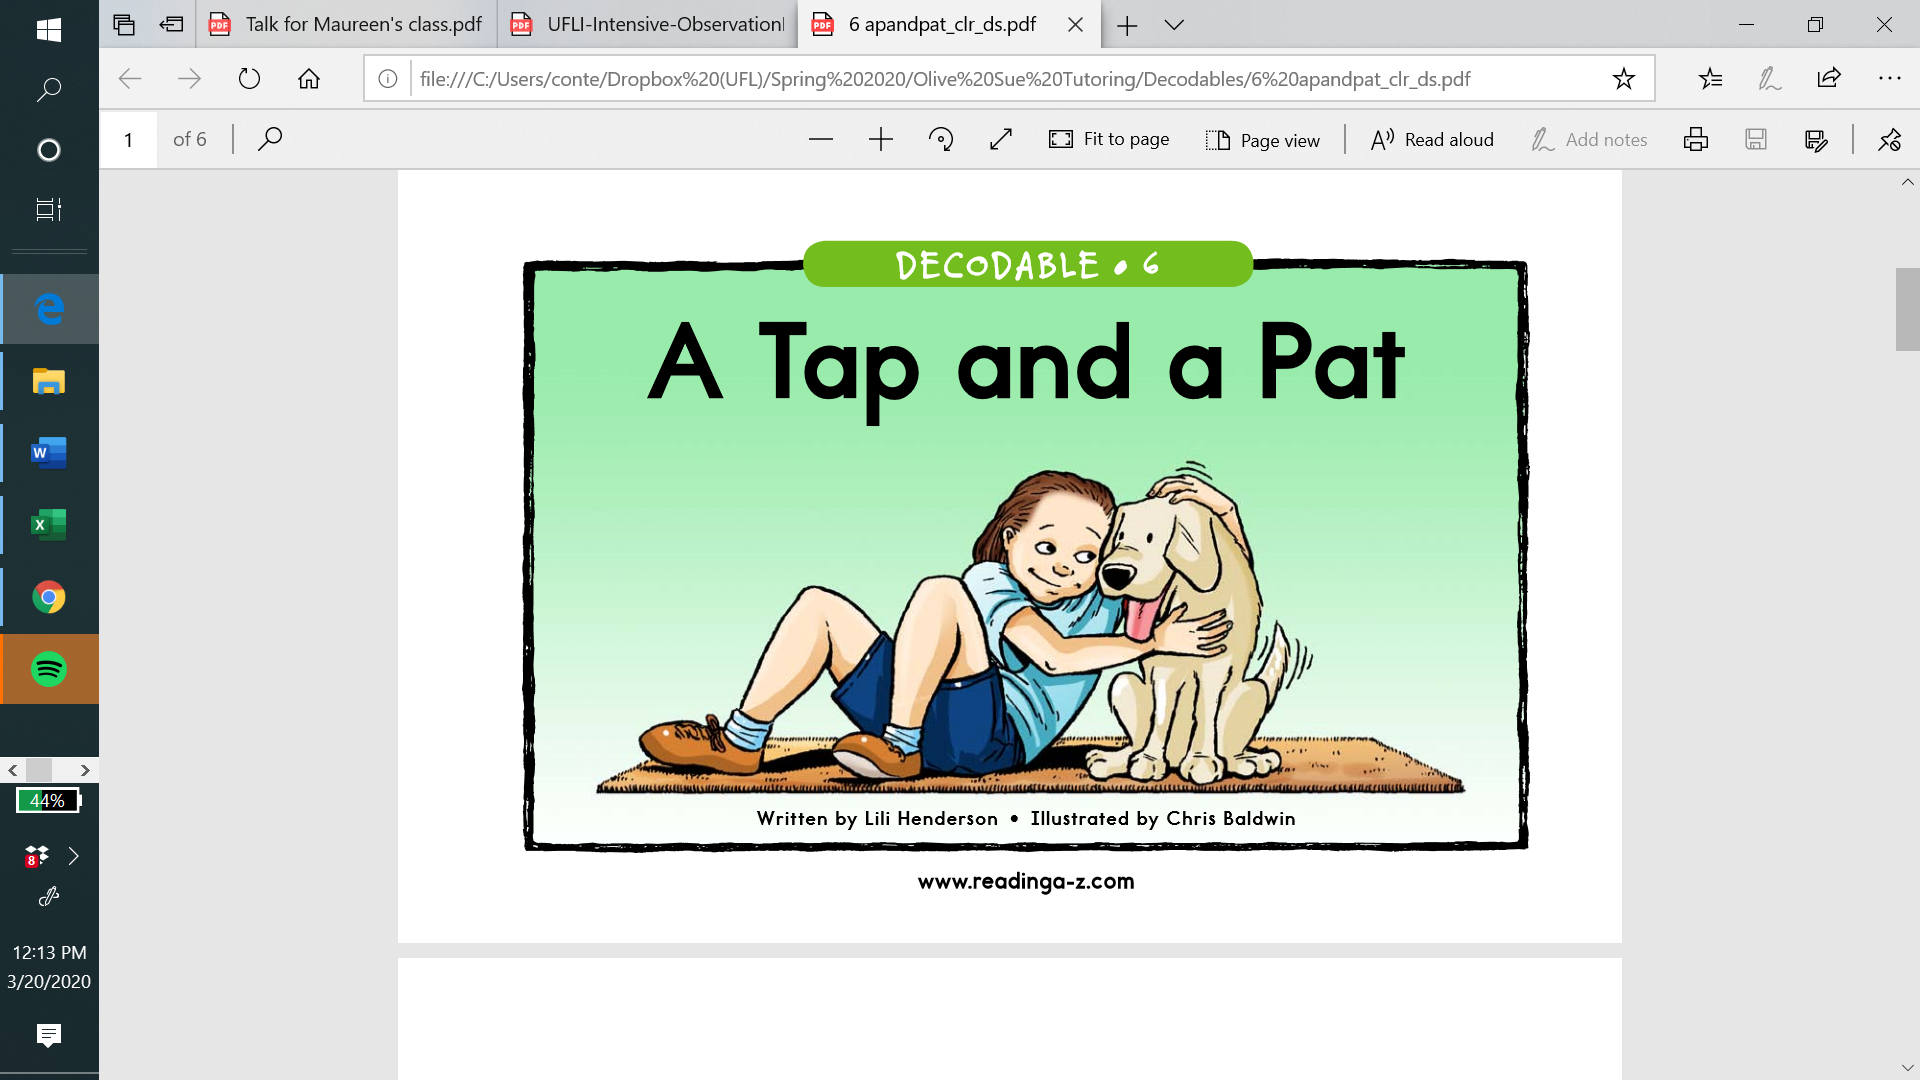 Talk for Maureen's class.pdf
UFLI-Intensive-Observation
6 apandpat_clr_ds.pdf
file:///C:/Users/conte/Dropbox%20(UFL)/Spring%202020/Olive%20Sue%20Tutoring/Decodables/6%20apandpat_clr_ds.pdf
1 of 6
Fit to page
Page view
Read aloud
Add notes
DECODABLE • 6
A Tap and a Pat
Written by Lili Henderson • Illustrated by Chris Baldwin
www.readinga-z.com
44%
8
12:13 PM
3/20/2020